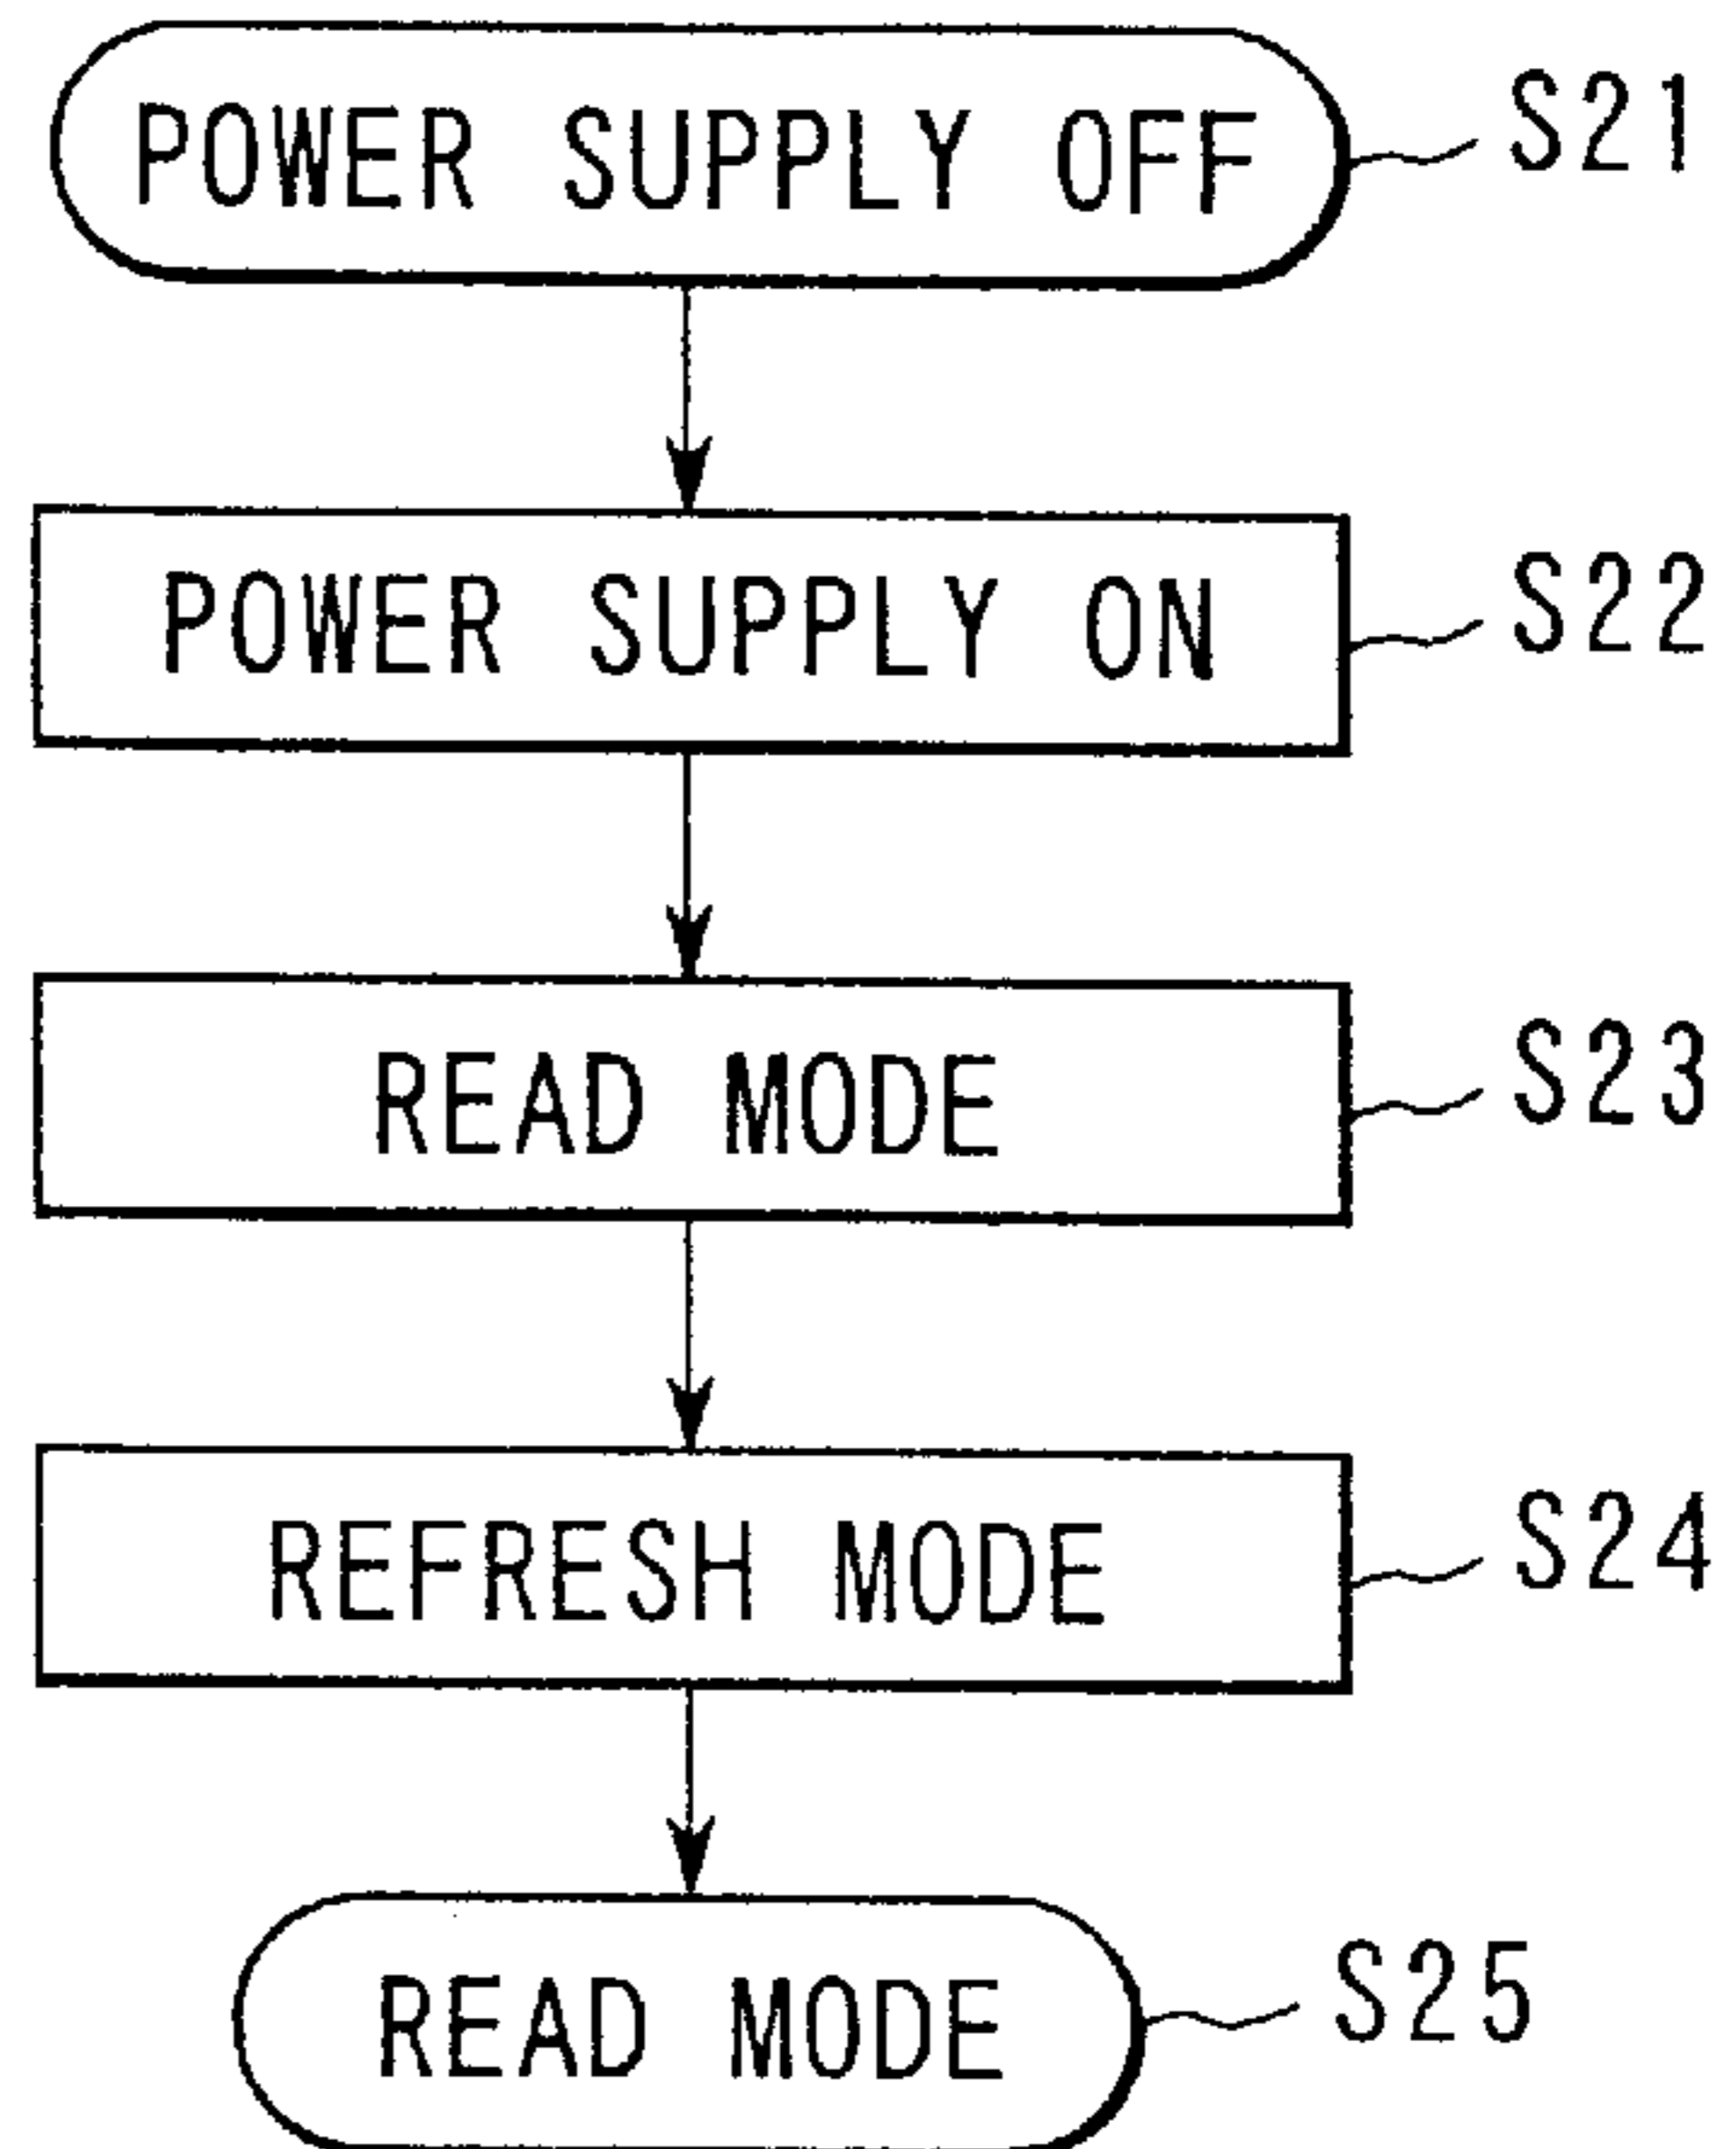 POWER SUPPLY OFF S21
POWER SUPPLY ON S22
READ MODE S23
REFRESH MODE S24
READ MODE S25